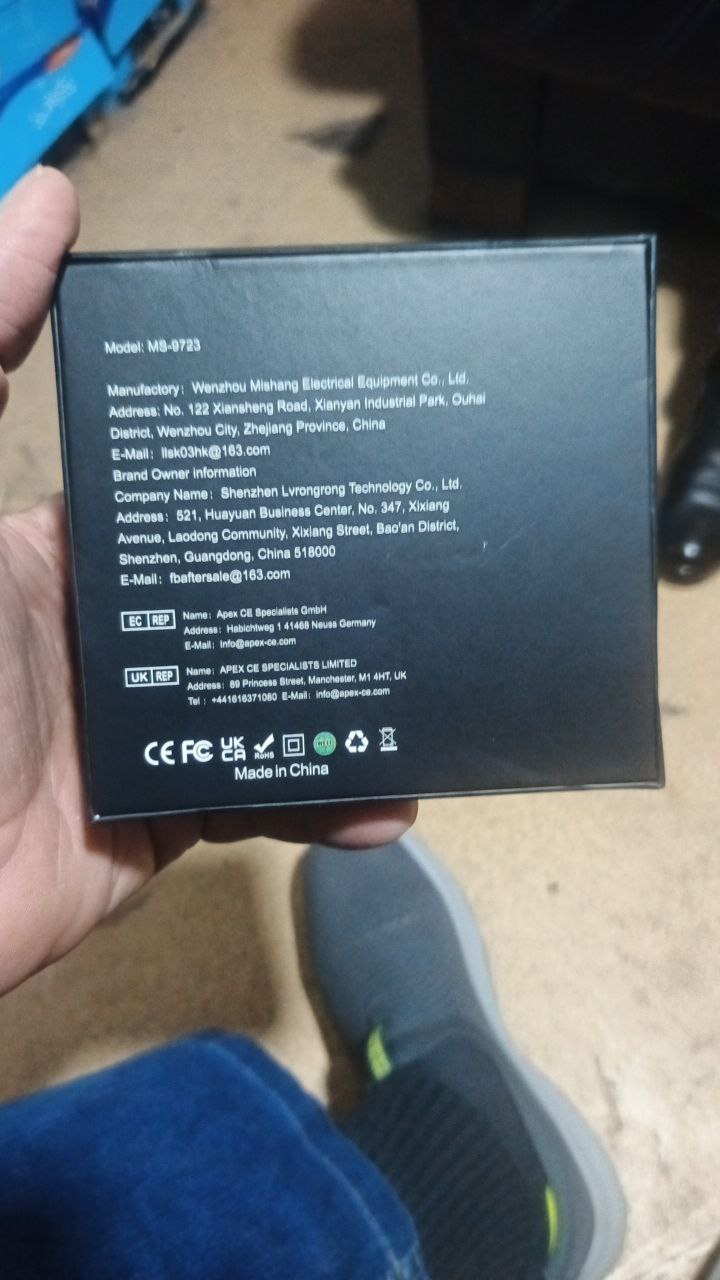 Model: MS-9723
Manufactory: Wenzhou Mishang Electrical Equipment Co., Ltd.
Address: No. 122 Xiansheng Road, Xianyan Industrial Park, Ouhai
District, Wenzhou City, Zhejiang Province, China
E-Mail: llsk03hk@163.com
Brand Owner information
Company Name: Shenzhen Lvrongrong Technology Co., Ltd.
Address: 521, Huayuan Business Center, No. 347, Xixiang
Avenue, Laodong Community, Xixiang Street, Bao'an District,
Shenzhen, Guangdong, China 518000
E-Mail: fbaftersale@163.com
EC REP
Name: Apex CE Specialists GmbH
Address: Habichtweg 1 41468 Neuss Germany
E-Mail: info@apex-ce.com
UK REP
Name: APEX CE SPECIALISTS LIMITED
Address: 89 Princess Street, Manchester, M1 4HT, UK
Tel: +441616371080 E-Mail: info@apex-ce.com
CE FC UK CA RoHS
Made in China